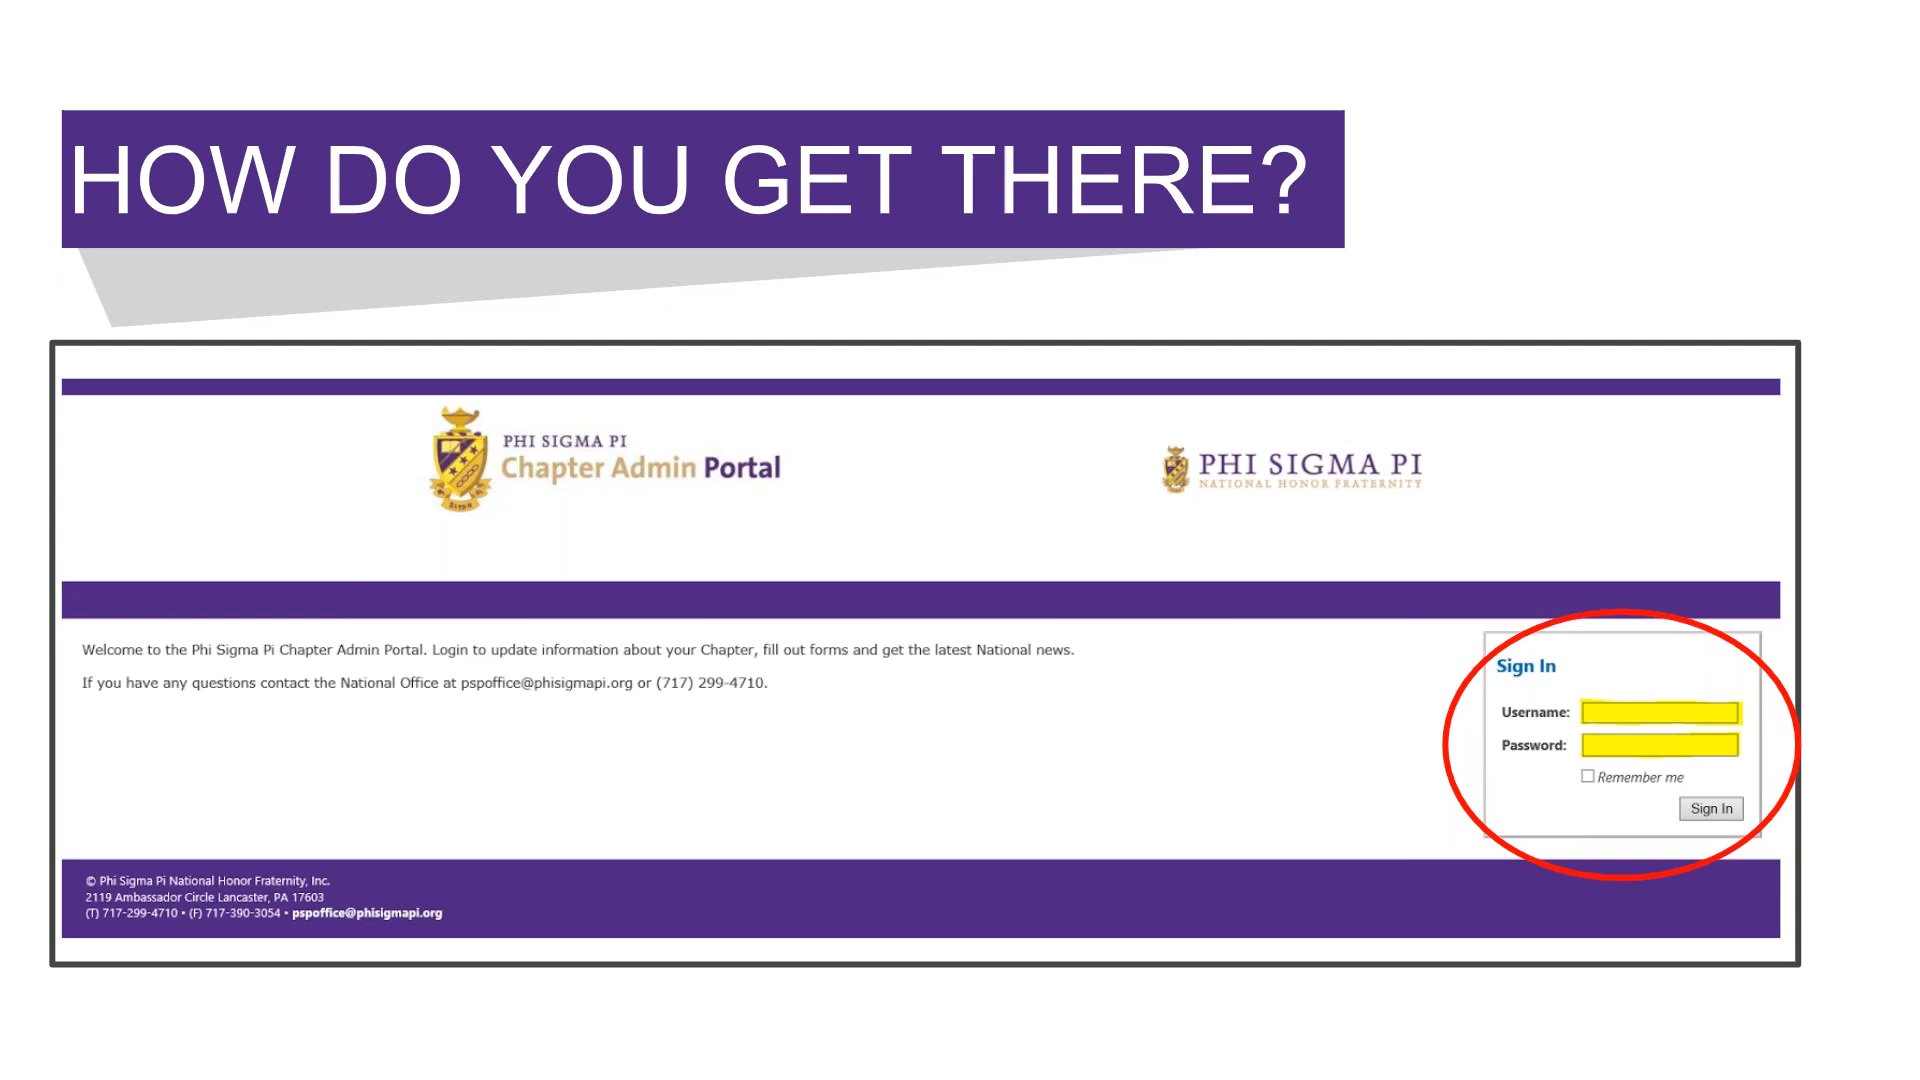 HOW DO YOU GET THERE?
PHI SIGMA PI
Chapter Admin Portal
PHI SIGMA PI
NATIONAL HONOR FRATERNITY
Welcome to the Phi Sigma Pi Chapter Admin Portal. Login to update information about your Chapter, fill out forms and get the latest National news.
If you have any questions contact the National Office at pspoffice@phisigmapi.org or (717) 299-4710.
Sign In
Username:
Password:
Remember me
Sign In
© Phi Sigma Pi National Honor Fraternity, Inc.
2119 Ambassador Circle Lancaster, PA 17603
(T) 717-299-4710 • (F) 717-390-3054 • pspoffice@phisigmapi.org